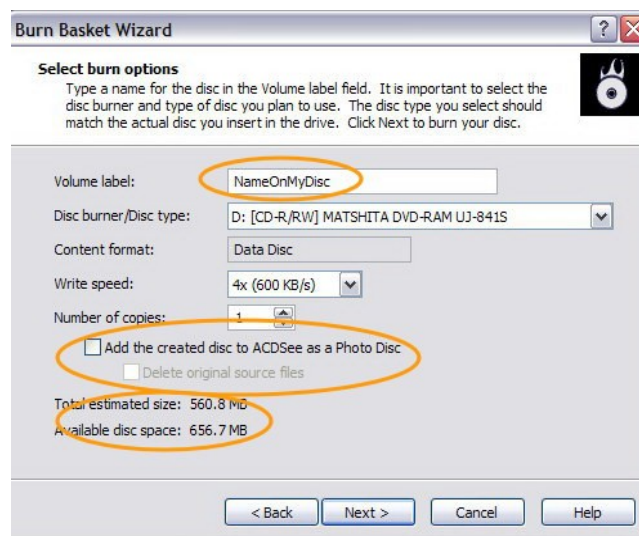 Burn Basket Wizard
Select burn options
Type a name for the disc in the Volume label field. It is important to select the
disc burner and type of disc you plan to use. The disc type you select should
match the actual disc you insert in the drive. Click Next to burn your disc.
Volume label: NameOnMyDisc
Disc burner/Disc type: D: [CD-R/RW] MATSHITA DVD-RAM UJ-841S
Content format: Data Disc
Write speed: 4x (600 KB/s)
Number of copies: 1
Add the created disc to ACDSee as a Photo Disc
Delete original source files
Total estimated size: 560.8 MB
Available disc space: 656.7 MB
< Back Next > Cancel Help